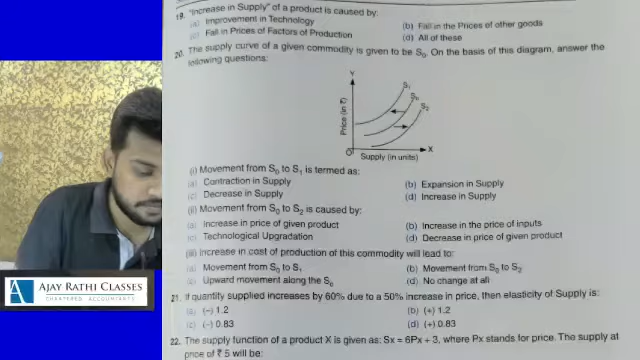 19. "Increase in Supply" of a product is caused by:
(a) Improvement in Technology
(b) Fall in the Prices of other goods
(c) Fall in Prices of Factors of Production
(d) All of these
20. The supply curve of a given commodity is given to be S0. On the basis of this diagram, answer the
following questions:
Y
S1
S0
S2
Price (in ₹)
O
X
Supply (in units)
(i) Movement from S0 to S1 is termed as:
(a) Contraction in Supply
(b) Expansion in Supply
(c) Decrease in Supply
(d) Increase in Supply
(ii) Movement from S0 to S2 is caused by:
(a) Increase in price of given product
(b) Increase in the price of inputs
(c) Technological Upgradation
(d) Decrease in price of given product
(iii) Increase in cost of production of this commodity will lead to:
(a) Movement from S0 to S1
(b) Movement from S0 to S2
(c) Upward movement along the S0
(d) No change at all
21. If quantity supplied increases by 60% due to a 50% increase in price, then elasticity of Supply is:
(a) (–) 1.2
(b) (+) 1.2
(c) (–) 0.83
(d) (+) 0.83
22. The supply function of a product X is given as: Sx = 6Px + 3, where Px stands for price. The supply at
price of ₹ 5 will be:
AJAY RATHI CLASSES
CHARTERED ACCOUNTANTS